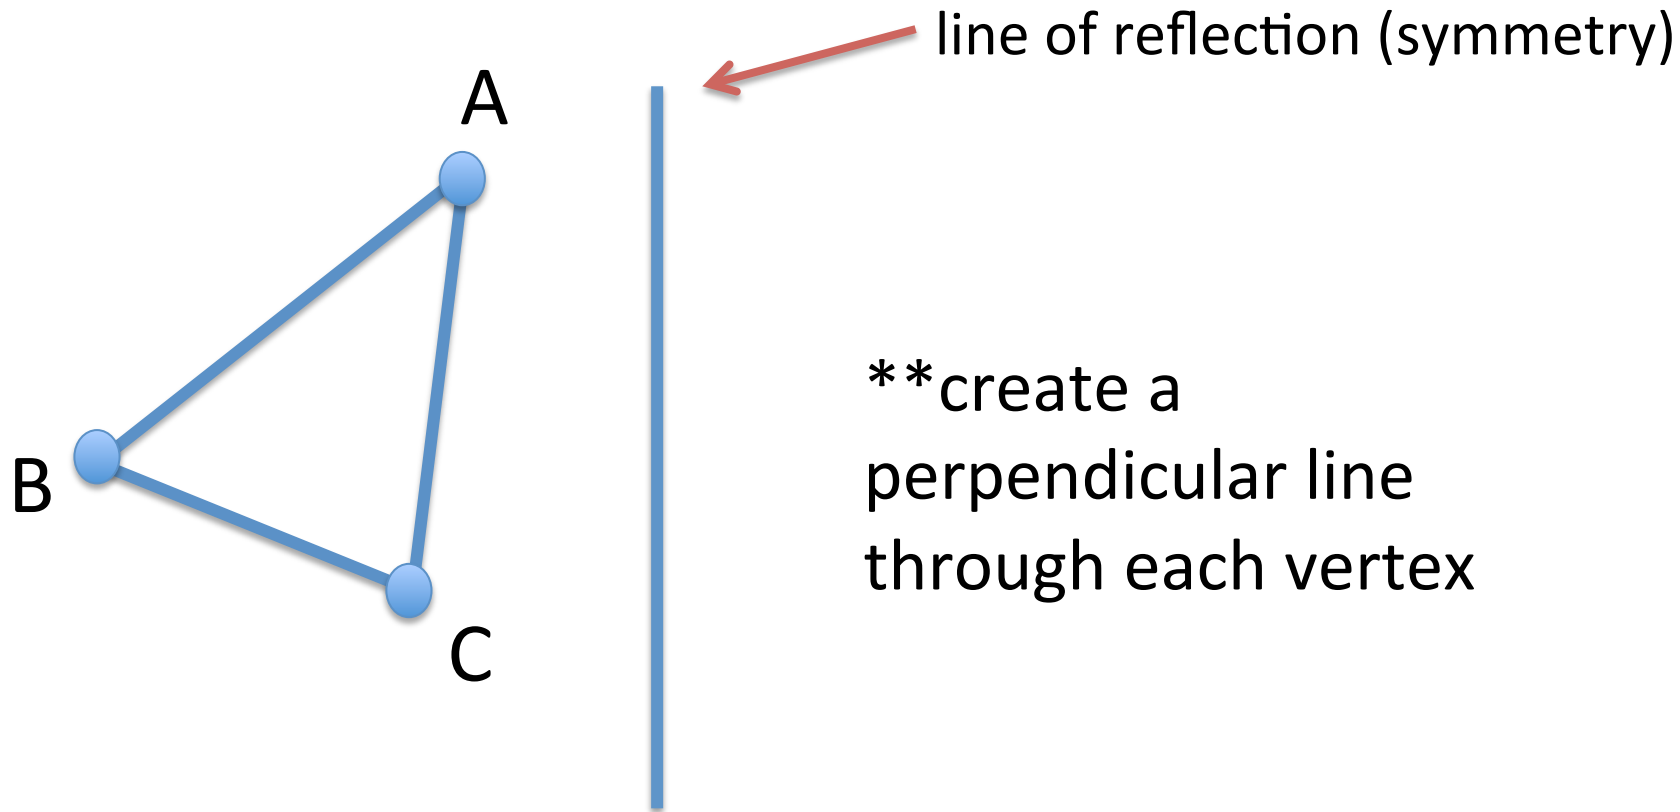 line of reflection (symmetry)
A
**create a
perpendicular line
B
through each vertex
C